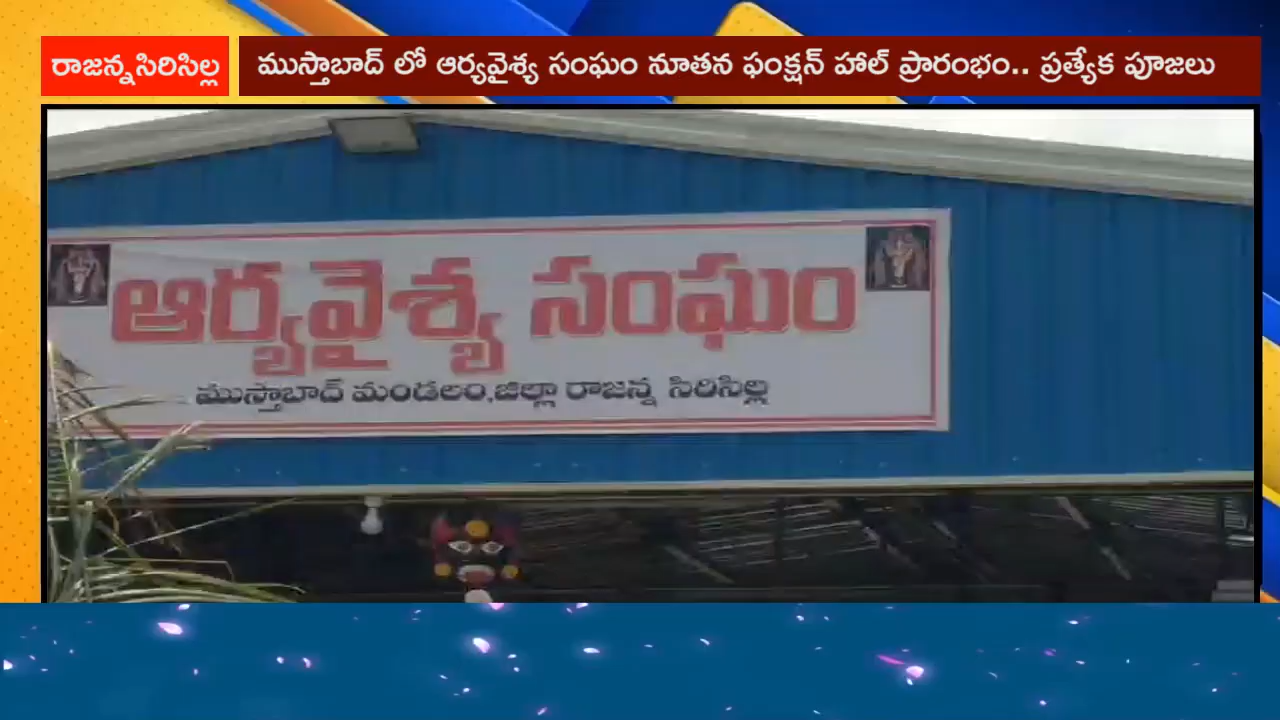 రాజన్నసిరిసిల్ల
ముస్తాబాద్ లో ఆర్యవైశ్య సంఘం నూతన ఫంక్షన్ హాల్ ప్రారంభం.. ప్రత్యేక పూజలు
ఆర్యవైశ్య సంఘం
ముస్తాబాద్ మండలం,జిల్లా రాజన్న సిరిసిల్ల